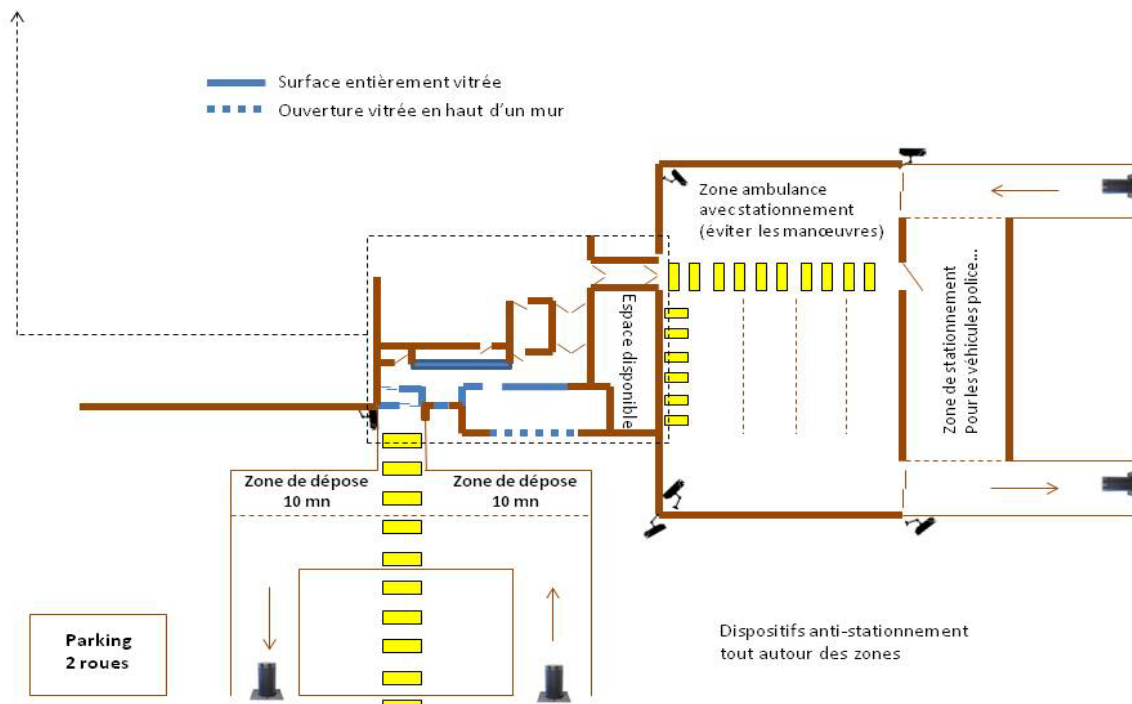 Surface entièrement vitrée
Ouverture vitrée en haut d'un mur
Zone ambulance
avec stationnement
(éviter les manœuvres)
Espace disponible
Zone de stationnement
Pour les véhicules police...
Zone de dépose
10 mn
Zone de dépose
10 mn
Parking
2 roues
Dispositifs anti-stationnement
tout autour des zones